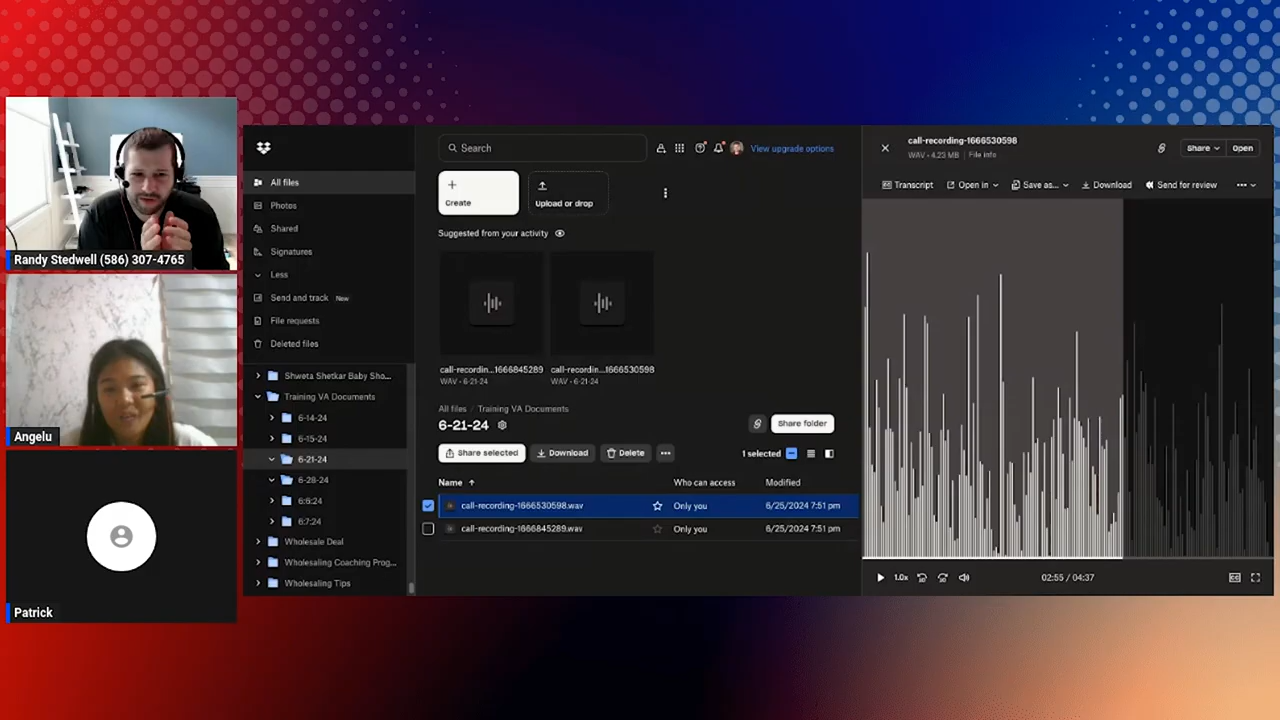 Randy Stedwell (586) 307-4765
Angelu
Patrick
All files
Photos
Shared
Signatures
Less
Send and track New
File requests
Deleted files
Shweta Shetkar Baby Sho...
Training VA Documents
6-14-24
6-15-24
6-21-24
6-28-24
6:6:24
6:7:24
Wholesale Deal
Wholesaling Coaching Prog...
Wholesaling Tips
Search
View upgrade options
Create
Upload or drop
Suggested from your activity
call-recordin...1666845289
WAV • 6-21-24
call-recordin...1666530598
WAV • 6-21-24
All files / Training VA Documents
6-21-24
Share folder
Share selected
Download
Delete
1 selected
Name Who can access Modified
call-recording-1666530598.wav Only you 6/25/2024 7:51 pm
call-recording-1666845289.wav Only you 6/25/2024 7:51 pm
call-recording-1666530598
WAV • 4.23 MB | File info
Share
Open
Transcript
Open in
Save as...
Download
Send for review
1.0x
10
10
02:55 / 04:37